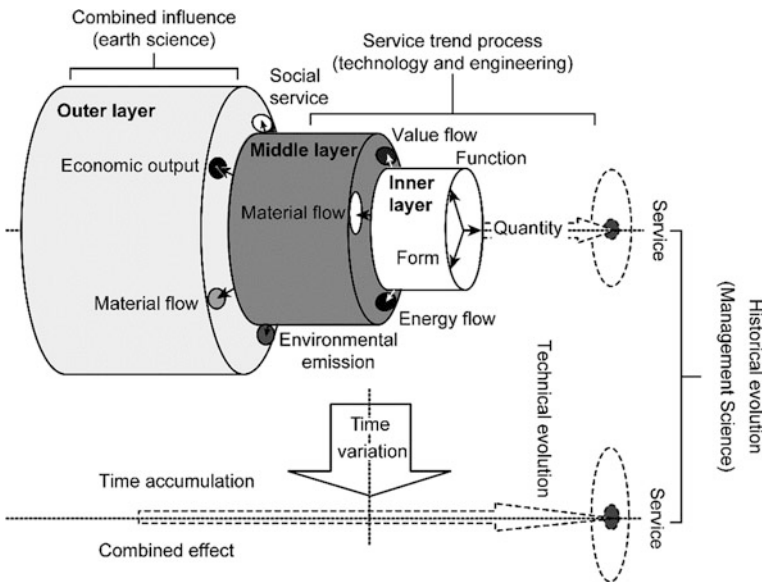 Combined influence
(earth science)
Service trend process
(technology and engineering)
Social
service
Outer layer
Value flow
Middle layer
Economic output
Function
Inner
layer
Material flow
Quantity
Service
Form
Material flow
Energy flow
Environmental
emission
Historical evolution
(Management Science)
Technical evolution
Time
variation
Time accumulation
Service
Combined effect